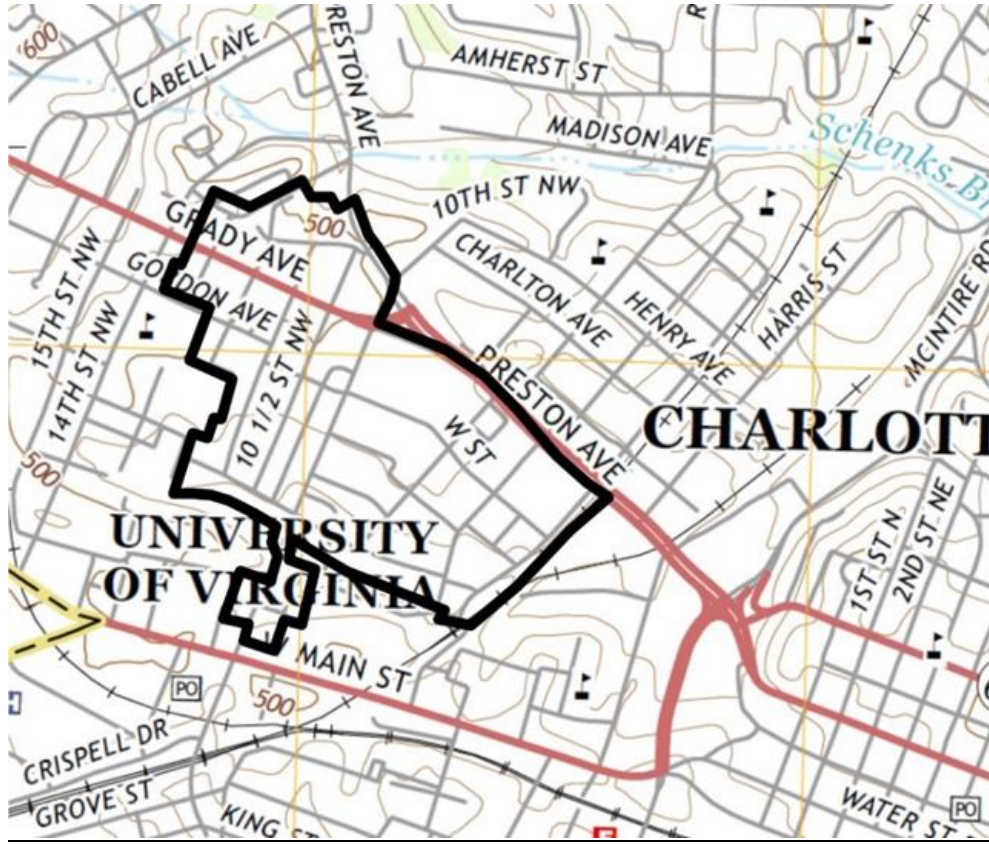 600
CABELL AVE
RESTON AVE
R
AMHERST ST
MADISON AVE
Schenks Br
10TH ST NW
500
GRADY AVE
GORDON AVE
CHARLTON AVE
HENRY AVE
HARRIS ST
MCINTIRE RD
15TH ST NW
14TH ST NW
10 1/2 ST NW
PRESTON AVE
W ST
CHARLOTT
500
UNIVERSITY
OF VIRGINIA
1ST ST N
2ND ST NE
MAIN ST
PO
500
H
6
CRISPELL DR
GROVE ST
KING ST
WATER ST
PO
F